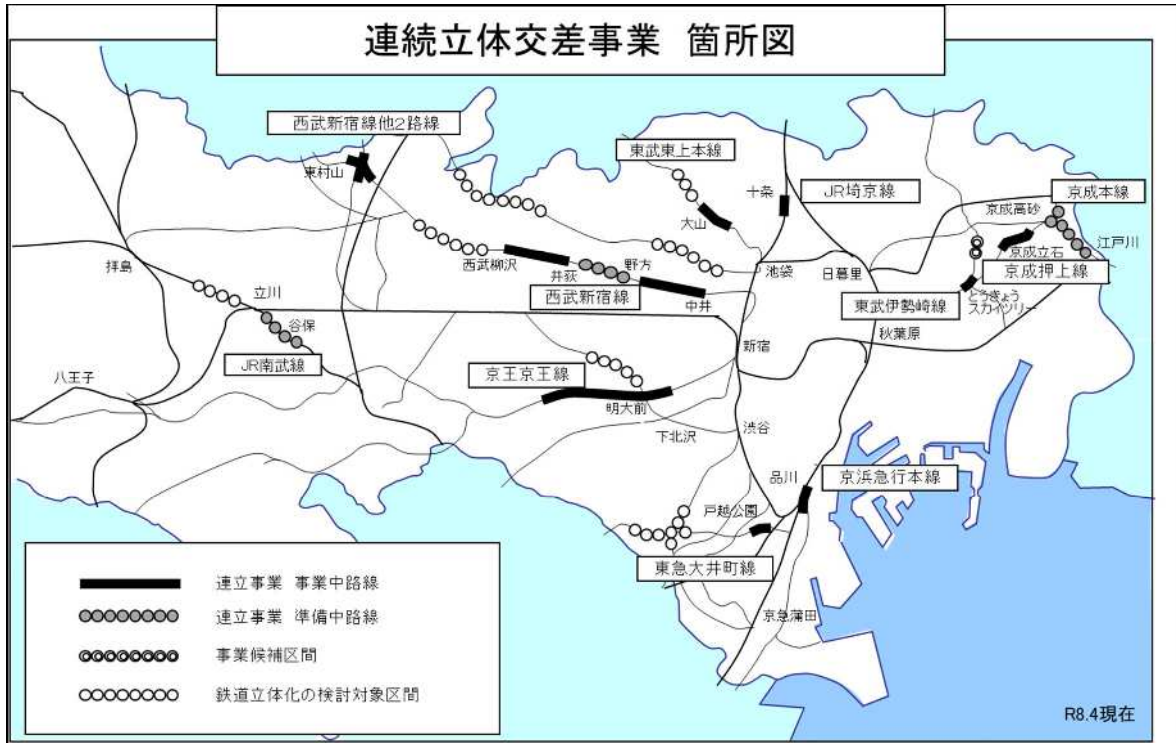 連続立体交差事業 箇所図
西武新宿線他2路線
東村山
東武東上本線
十条
JR埼京線
大山
京成本線
京成高砂
江戸川
京成立石
京成押上線
拝島
西武柳沢
井荻
野方
池袋
日暮里
立川
西武新宿線
中井
東武伊勢崎線
とうきょう
スカイツリー
谷保
秋葉原
JR南武線
新宿
八王子
京王京王線
明大前
下北沢
渋谷
品川
京浜急行本線
戸越公園
東急大井町線
京急蒲田
連立事業 事業中路線
連立事業 準備中路線
事業候補区間
鉄道立体化の検討対象区間
R8.4現在